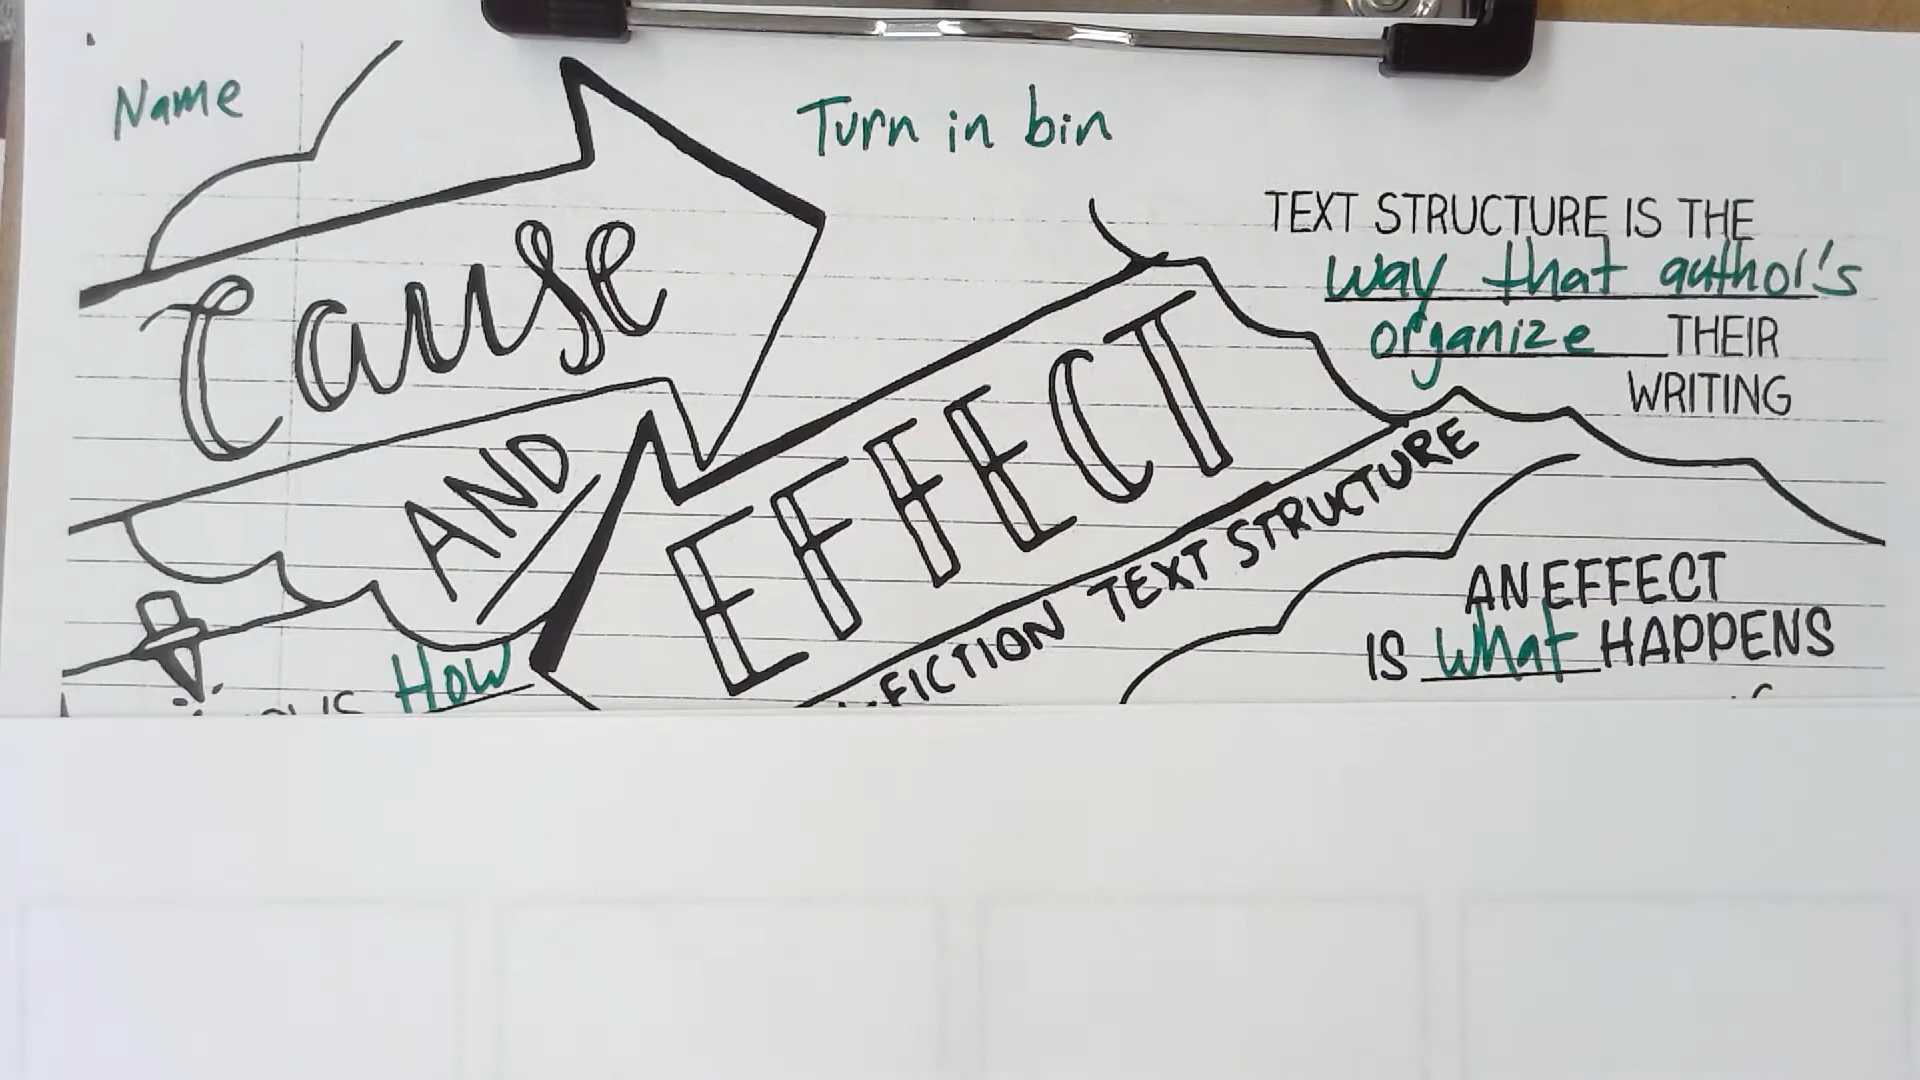 Name
Turn in bin
Cause
AND
EFFECT
FICTION TEXT STRUCTURE
TEXT STRUCTURE IS THE
way that author's
organize THEIR
WRITING
AN EFFECT
IS what HAPPENS
How